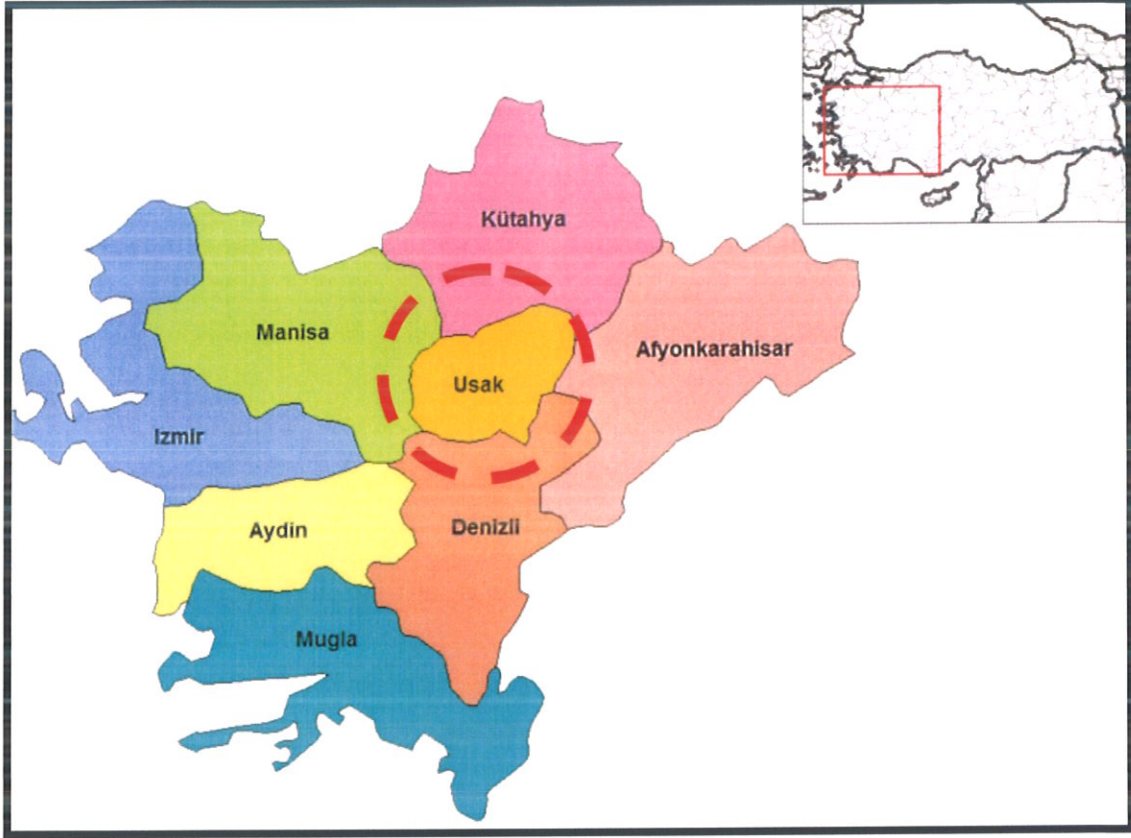 Kütahya
Manisa
Afyonkarahisar
Usak
Izmir
Aydin
Denizli
Mugla